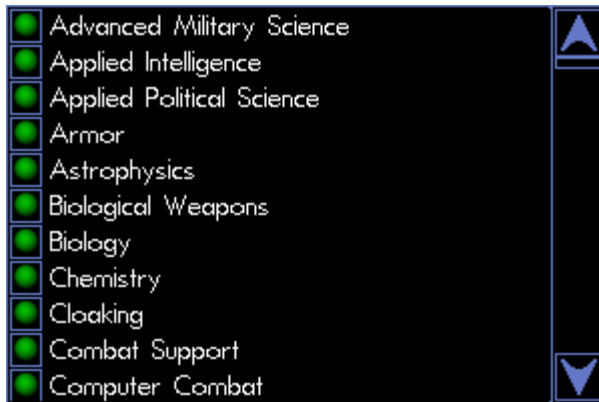 Advanced Military Science
Applied Intelligence
Applied Political Science
Armor
Astrophysics
Biological Weapons
Biology
Chemistry
Cloaking
Combat Support
Computer Combat